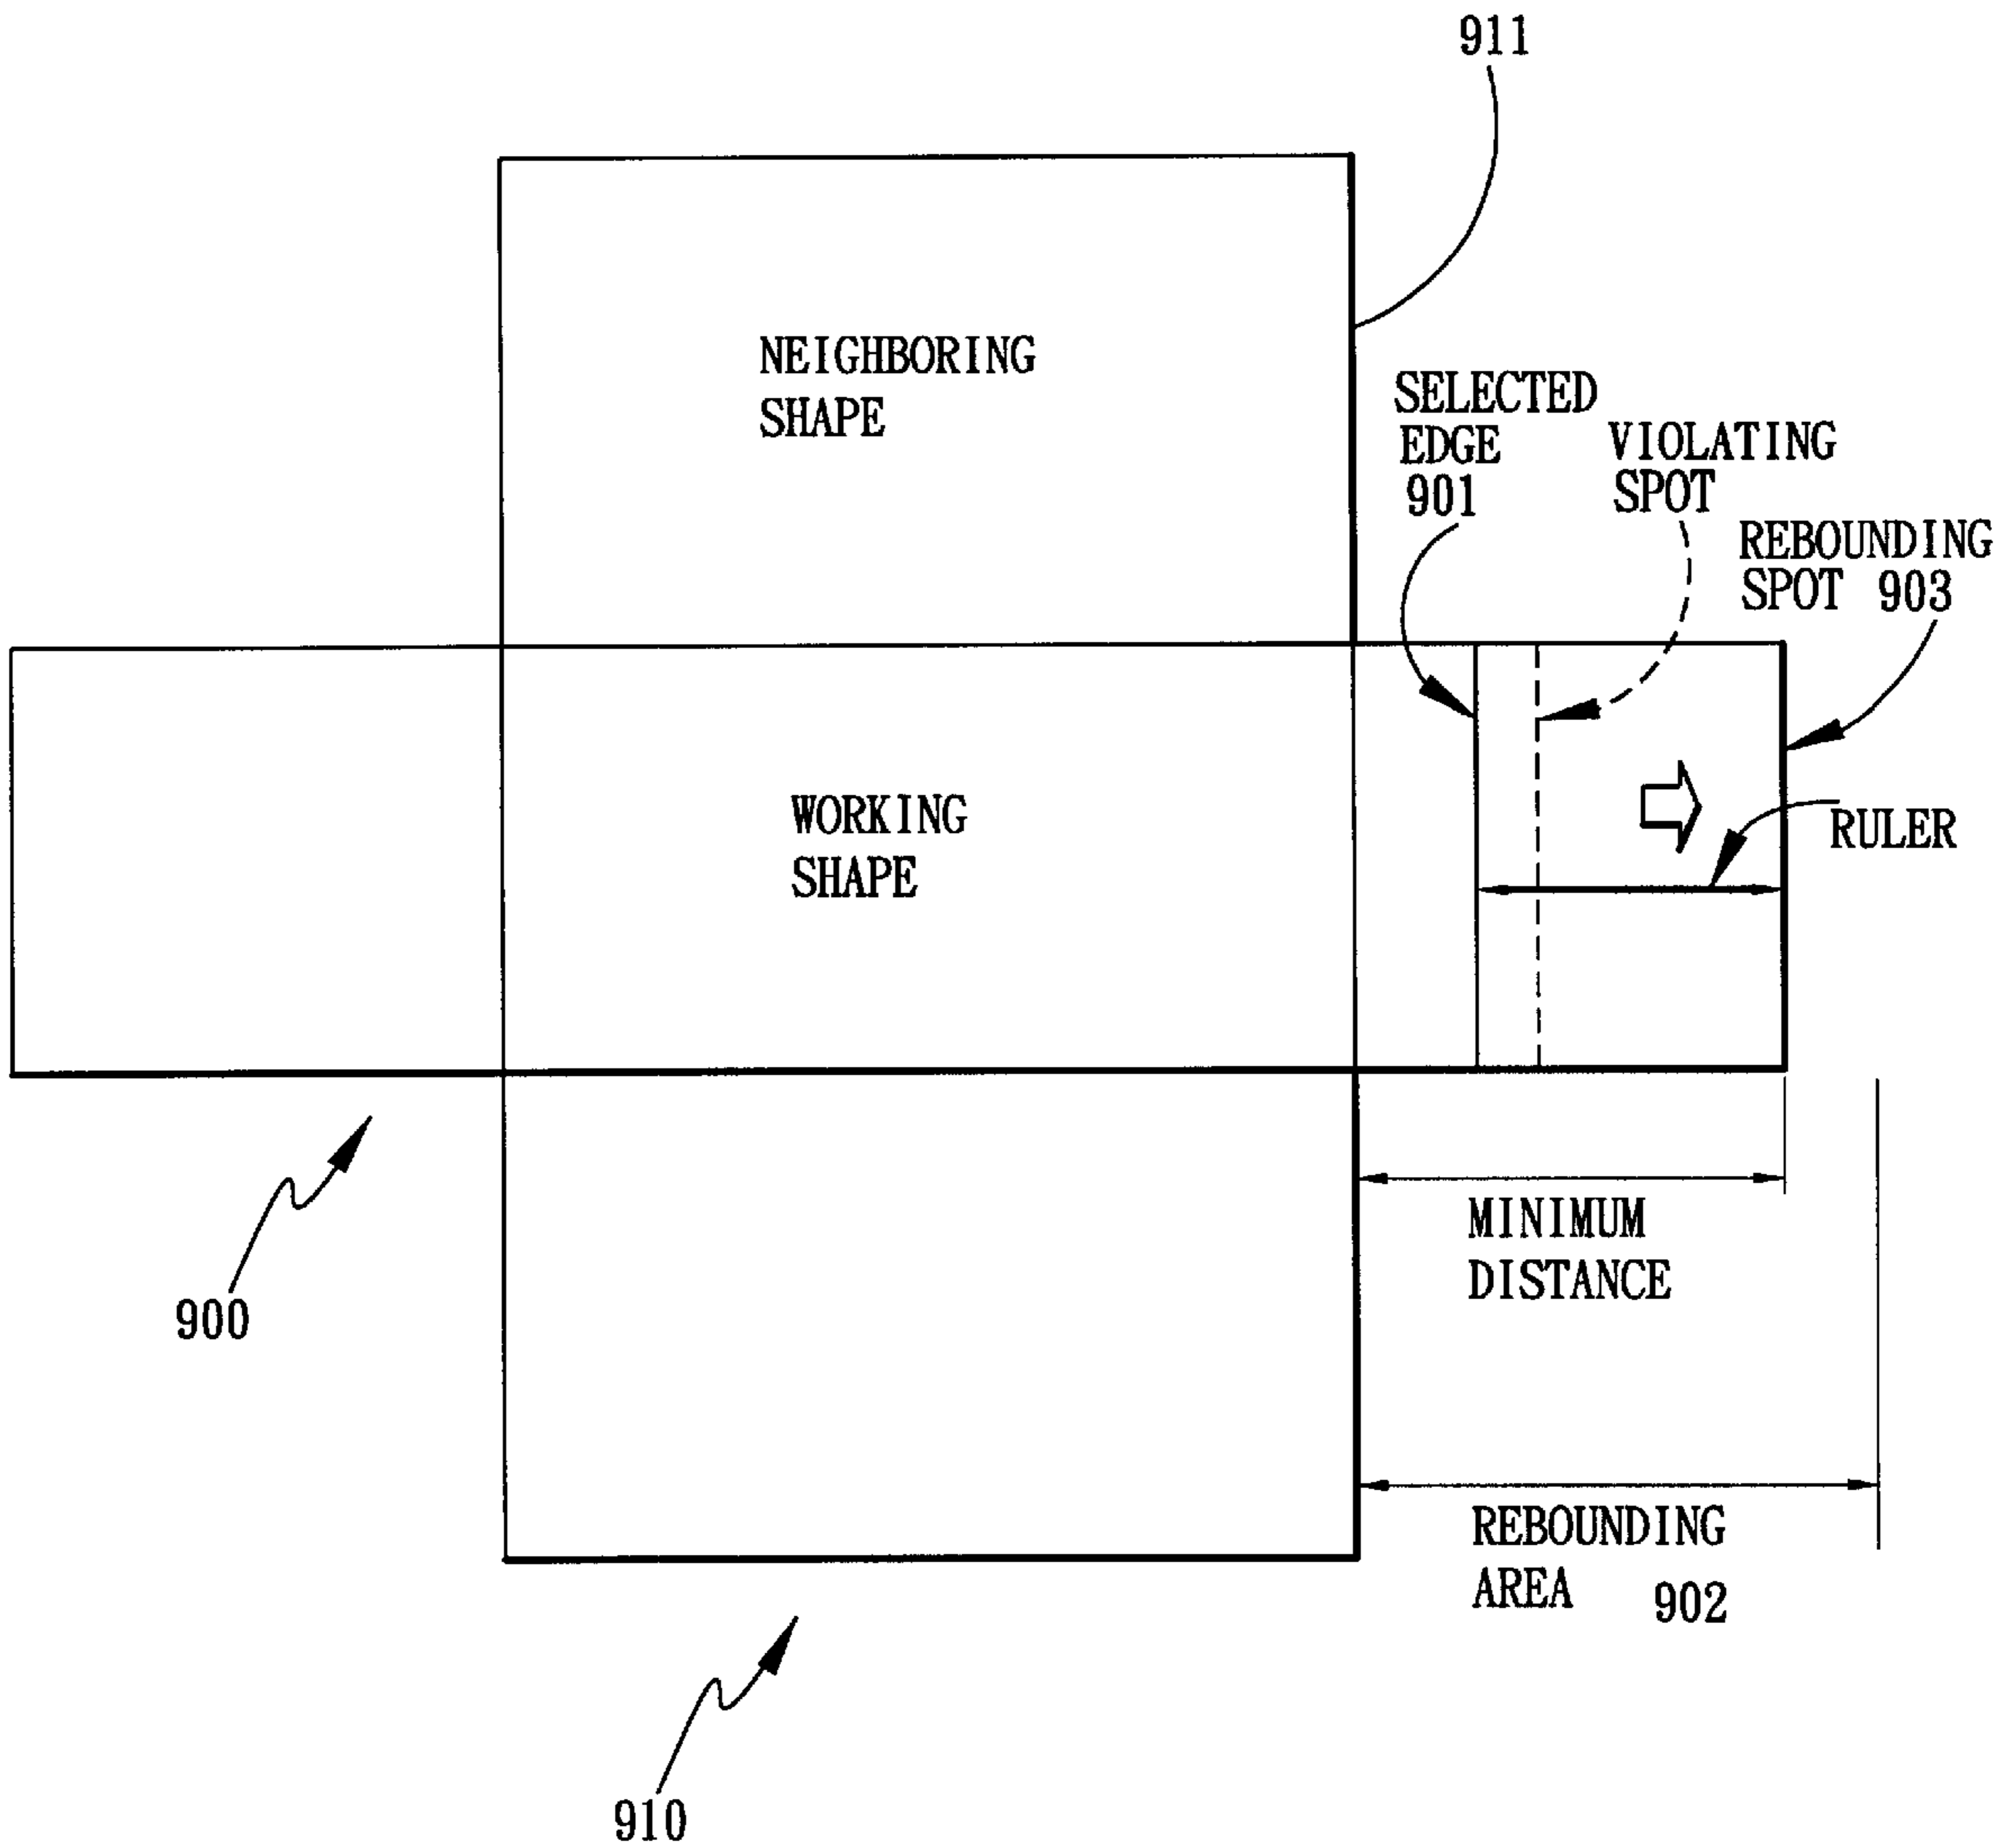 911
NEIGHBORING
SHAPE
SELECTED
EDGE
901
VIOLATING
SPOT
REBOUNDING
SPOT 903
WORKING
SHAPE
RULER
MINIMUM
DISTANCE
900
REBOUNDING
AREA 902
910